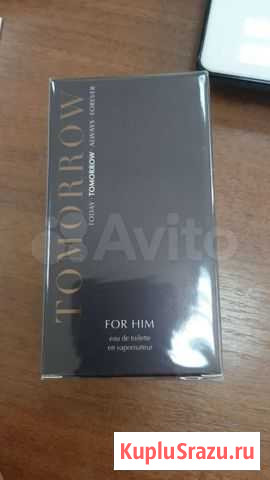 TOMORROW
TODAY · TOMORROW · ALWAYS · FOREVER
Avito
FOR HIM
eau de toilette
en vaporisateur
KupluSrazu.ru